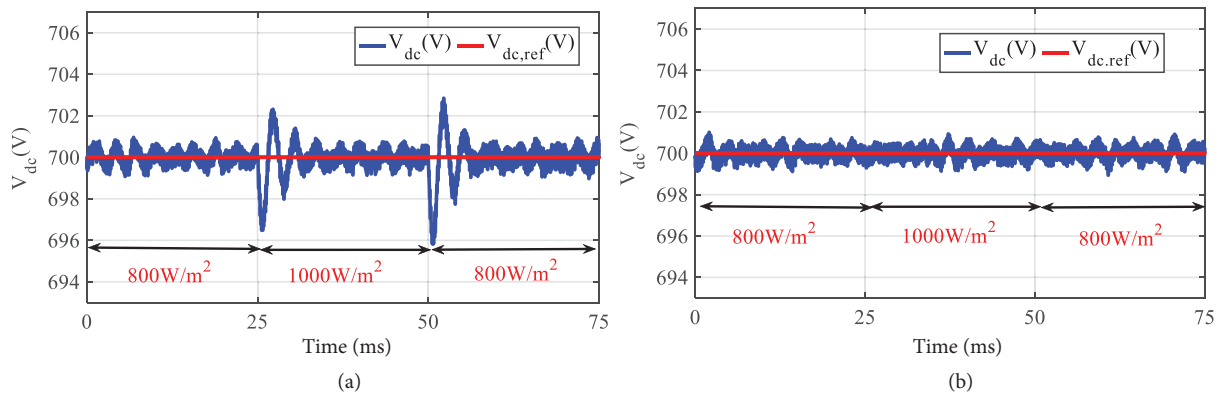 706
704
702
700
698
696
694
V_dc(V)
V_dc(V) V_dc,ref(V)
800W/m²
1000W/m²
800W/m²
0 25 50 75
Time (ms)
(a)
706
704
702
700
698
696
694
V_dc(V)
V_dc(V) V_dc.ref(V)
800W/m²
1000W/m²
800W/m²
0 25 50 75
Time (ms)
(b)